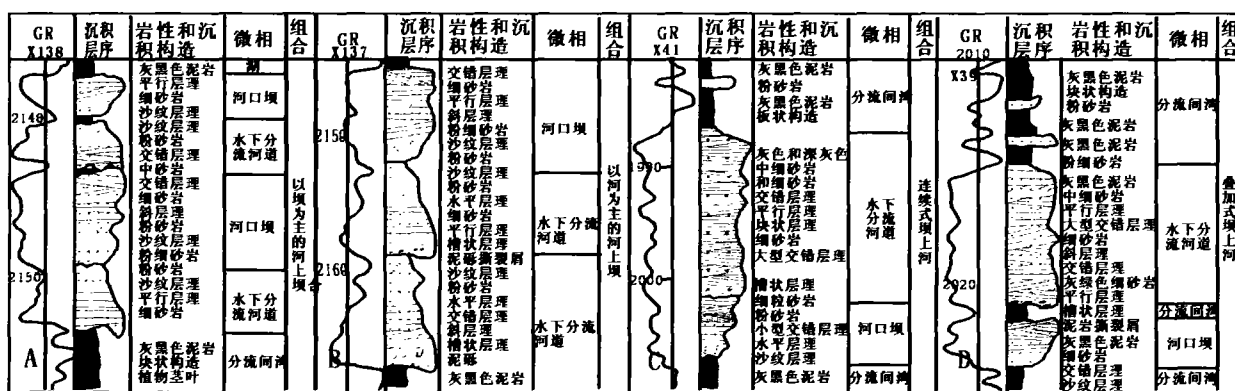 GR
X138
沉积
层序
岩性和沉
积构造
微相
组合
2148
2150
A
灰黑色泥岩
平行层理
细砂岩
沙纹层理
粉砂岩
交错层理
中砂岩
交错层理
细砂岩
斜层理
粉砂岩
沙纹层理
粉细砂岩
粉砂岩
沙纹层理
平行层理
细砂岩
灰黑色泥岩
块状构造
植物茎叶
湖
河口坝
水下分
流河道
河口坝
水下分
流河道
分流间湾
以坝为主的河上坝
GR
X137
沉积
层序
岩性和沉
积构造
微相
组合
2150
2160
B
交错层理
细砂岩
平行层理
斜层理
粉细砂岩
沙纹层理
粉砂岩
沙纹层理
粉砂岩
水平层理
细砂岩
平行层理
槽状层理
泥砾撕裂屑
沙纹层理
粉砂岩
水平层理
交错层理
斜层理
槽状层理
泥砾
灰黑色泥岩
河口坝
水下分流
河道
水下分流
河道
以河为主的河上坝
GR
X41
沉积
层序
岩性和沉
积构造
微相
组合
1990
2000
C
灰黑色泥岩
粉砂岩
灰黑色泥岩
板状构造
灰色和深灰色
中细砂岩
和细砂岩
交错层理
平行层理
块状层理
细砂岩
大型交错层理
槽状层理
细粒砂岩
粉砂岩
小型交错层理
水平层理
沙纹层理
灰黑色泥岩
分流间湾
水下
分流
河道
河口坝
分流间湾
连续式坝上河
GR
2010
X39
沉积
层序
岩性和沉
积构造
微相
组合
2020
D
灰黑色泥岩
块状构造
粉砂岩
灰黑色泥岩
灰黑色泥岩
粉细砂岩
灰黑色泥岩
中细砂岩
平行层理
大型交错层理
细砂岩
斜层理
交错层理
灰绿色细砂岩
平行层理
槽状层理
泥岩撕裂屑
灰黑色泥岩
细砂岩
交错层理
沙纹层理
分流间湾
水下分
流河道
分流间湾
河口坝
分流间湾
叠加式坝上河